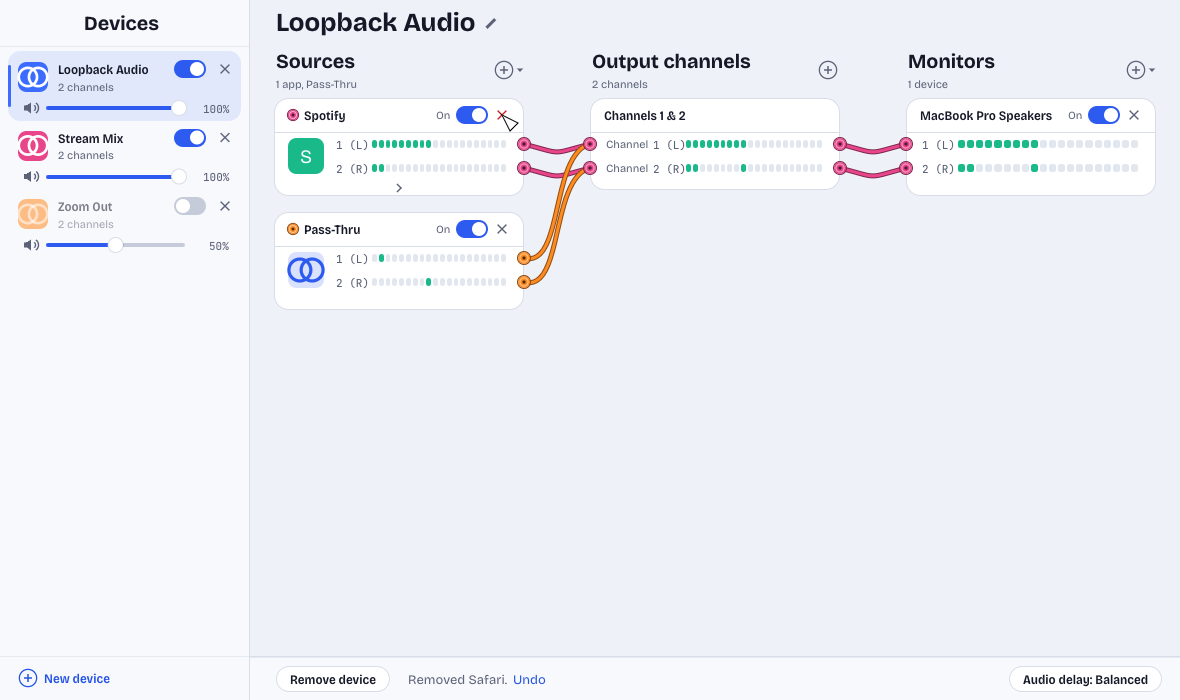 Devices
Loopback Audio
2 channels
100%
Stream Mix
2 channels
100%
Zoom Out
2 channels
50%
New device
Loopback Audio
Sources
1 app, Pass-Thru
Spotify
On
S
1 (L)
2 (R)
Pass-Thru
On
1 (L)
2 (R)
Output channels
2 channels
Channels 1 & 2
Channel 1 (L)
Channel 2 (R)
Monitors
1 device
MacBook Pro Speakers
On
1 (L)
2 (R)
Remove device
Removed Safari. Undo
Audio delay: Balanced